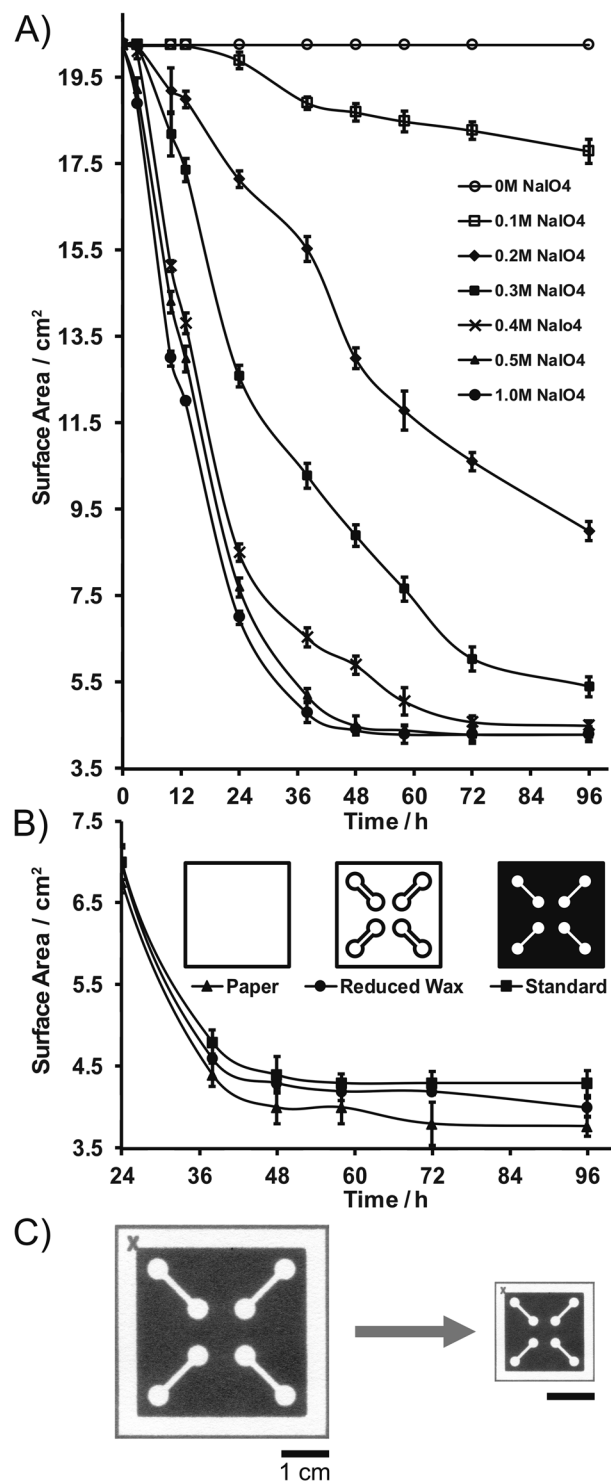 A)
19.5
17.5
15.5
13.5
11.5
9.5
7.5
5.5
3.5
Surface Area / cm²
0M NaIO4
0.1M NaIO4
0.2M NaIO4
0.3M NaIO4
0.4M NaIo4
0.5M NaIO4
1.0M NaIO4
0 12 24 36 48 60 72 84 96
Time / h
B)
7.5
6.5
5.5
4.5
3.5
Surface Area / cm²
Paper Reduced Wax Standard
24 36 48 60 72 84 96
Time / h
C)
X
X
1 cm